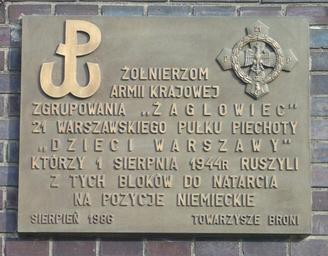 ŻOŁNIERZOM
ARMII KRAJOWEJ
ZGRUPOWANIA „ŻAGLOWIEC"
21 WARSZAWSKIEGO PUŁKU PIECHOTY
„DZIECI WARSZAWY"
KTÓRZY 1 SIERPNIA 1944R RUSZYLI
Z TYCH BLOKÓW DO NATARCIA
NA POZYCJE NIEMIECKIE
SIERPIEŃ 1986 TOWARZYSZE BRONI